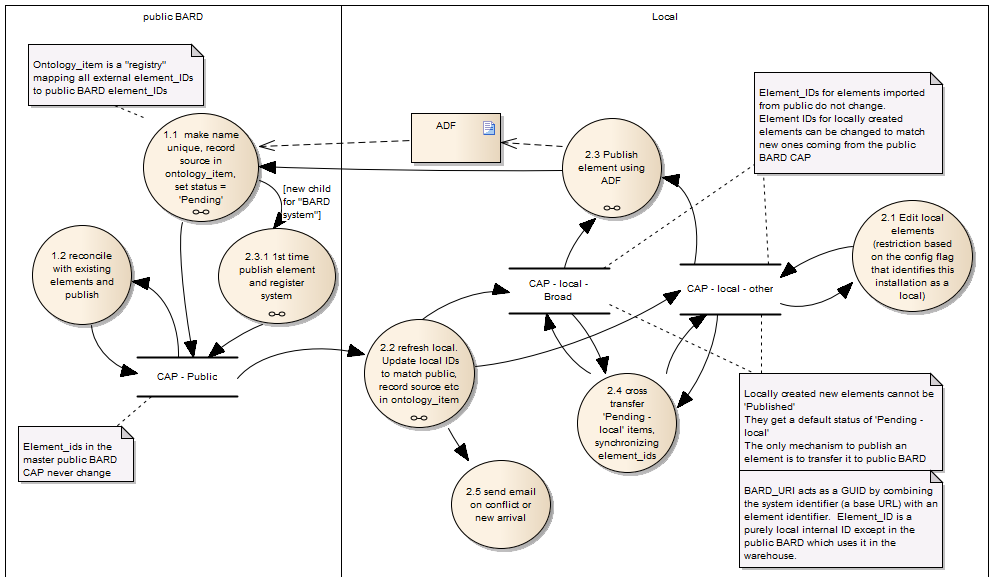 public BARD
Local
Ontology_item is a "registry"
mapping all external element_IDs
to public BARD element_IDs
1.1 make name
unique, record
source in
ontology_item,
set status =
'Pending'
ADF
2.3 Publish
element using
ADF
Element_IDs for elements imported
from public do not change.
Element IDs for locally created
elements can be changed to match
new ones coming from the public
BARD CAP
[new child
for "BARD
system"]
1.2 reconcile
with existing
elements and
publish
2.3.1 1st time
publish element
and register
system
2.1 Edit local
elements
(restriction based
on the config flag
that identifies this
installation as a
local)
CAP - local -
Broad
CAP - local - other
CAP - Public
2.2 refresh local.
Update local IDs
to match public,
record source etc
in ontology_item
2.4 cross
transfer
'Pending -
local' items,
synchronizing
element_ids
Locally created new elements cannot be
'Published'
They get a default status of 'Pending -
local'
The only mechanism to publish an
element is to transfer it to public BARD
Element_ids in the
master public BARD
CAP never change
2.5 send email
on conflict or
new arrival
BARD_URI acts as a GUID by combining
the system identifier (a base URL) with an
element identifier.  Element_ID is a
purely local internal ID except in the
public BARD which uses it in the
warehouse.